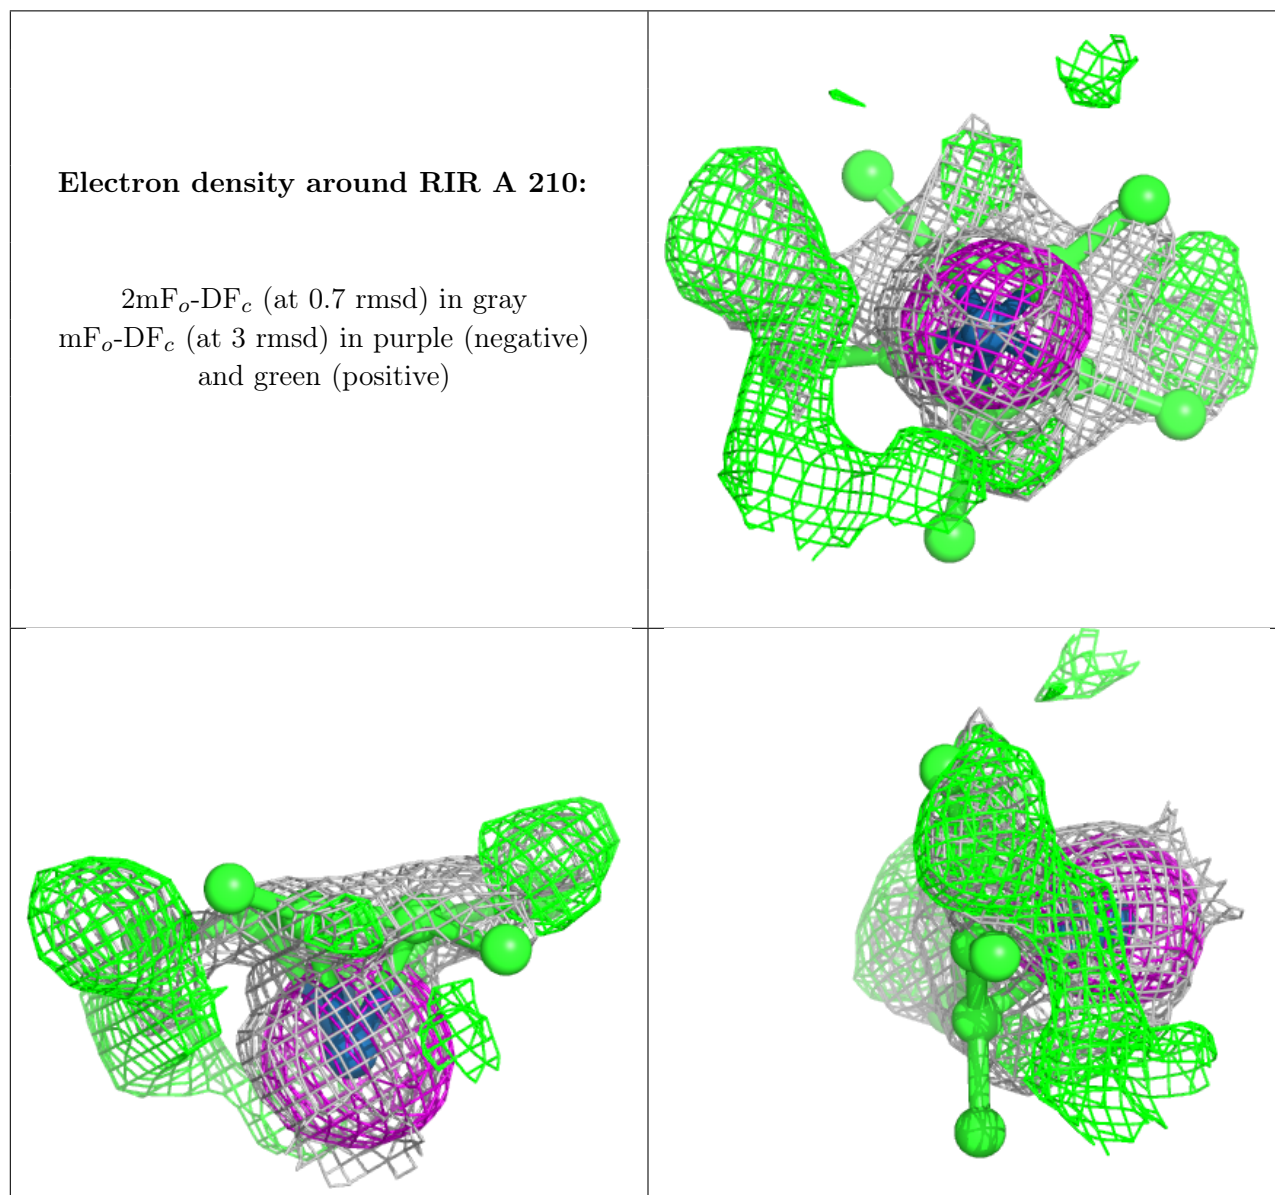 Electron density around RIR A 210:
2mFo-DFc (at 0.7 rmsd) in gray
mFo-DFc (at 3 rmsd) in purple (negative)
and green (positive)